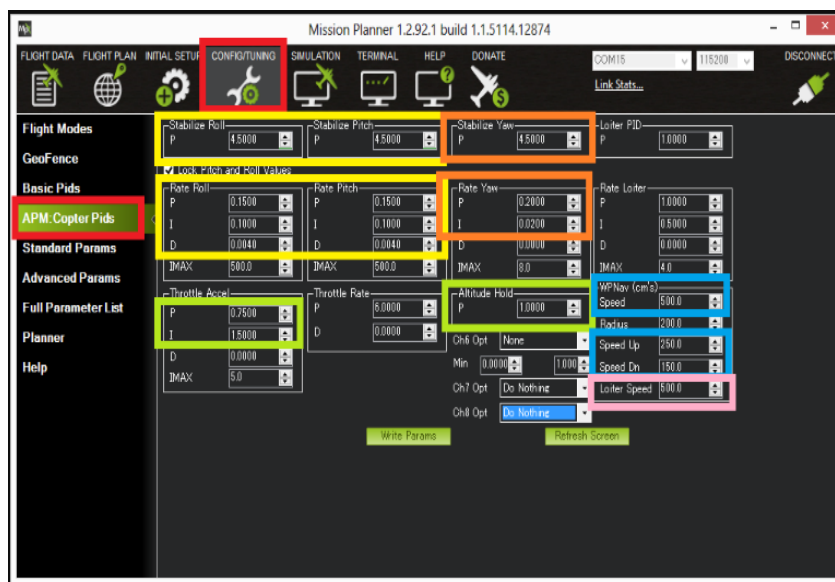 Mission Planner 1.2.92.1 build 1.1.5114.12874
FLIGHT DATA FLIGHT PLAN INITIAL SETUP CONFIG/TUNING SIMULATION TERMINAL HELP DONATE
COM15 115200 DISCONNECT
Link Stats...
Flight Modes
GeoFence
Basic Pids
APM:Copter Pids
Standard Params
Advanced Params
Full Parameter List
Planner
Help
Stabilize Roll
P 4.5000
Stabilize Pitch
P 4.5000
Stabilize Yaw
P 4.5000
Loiter PID
P 1.0000
Lock Pitch and Roll Values
Rate Roll
P 0.1500
I 0.1000
D 0.0040
IMAX 500.0
Rate Pitch
P 0.1500
I 0.1000
D 0.0040
IMAX 500.0
Rate Yaw
P 0.2000
I 0.0200
D 0.0000
IMAX 8.0
Rate Loiter
P 1.0000
I 0.5000
D 0.0000
IMAX 4.0
Throttle Accel
P 0.7500
I 1.5000
D 0.0000
IMAX 5.0
Throttle Rate
P 6.0000
D 0.0000
Altitude Hold
P 1.0000
WPNav (cm's)
Speed 500.0
Radius 200.0
Speed Up 250.0
Speed Dn 150.0
Loiter Speed 500.0
Ch6 Opt None
Min 0.0000 1.000
Ch7 Opt Do Nothing
Ch8 Opt Do Nothing
Write Params Refresh Screen